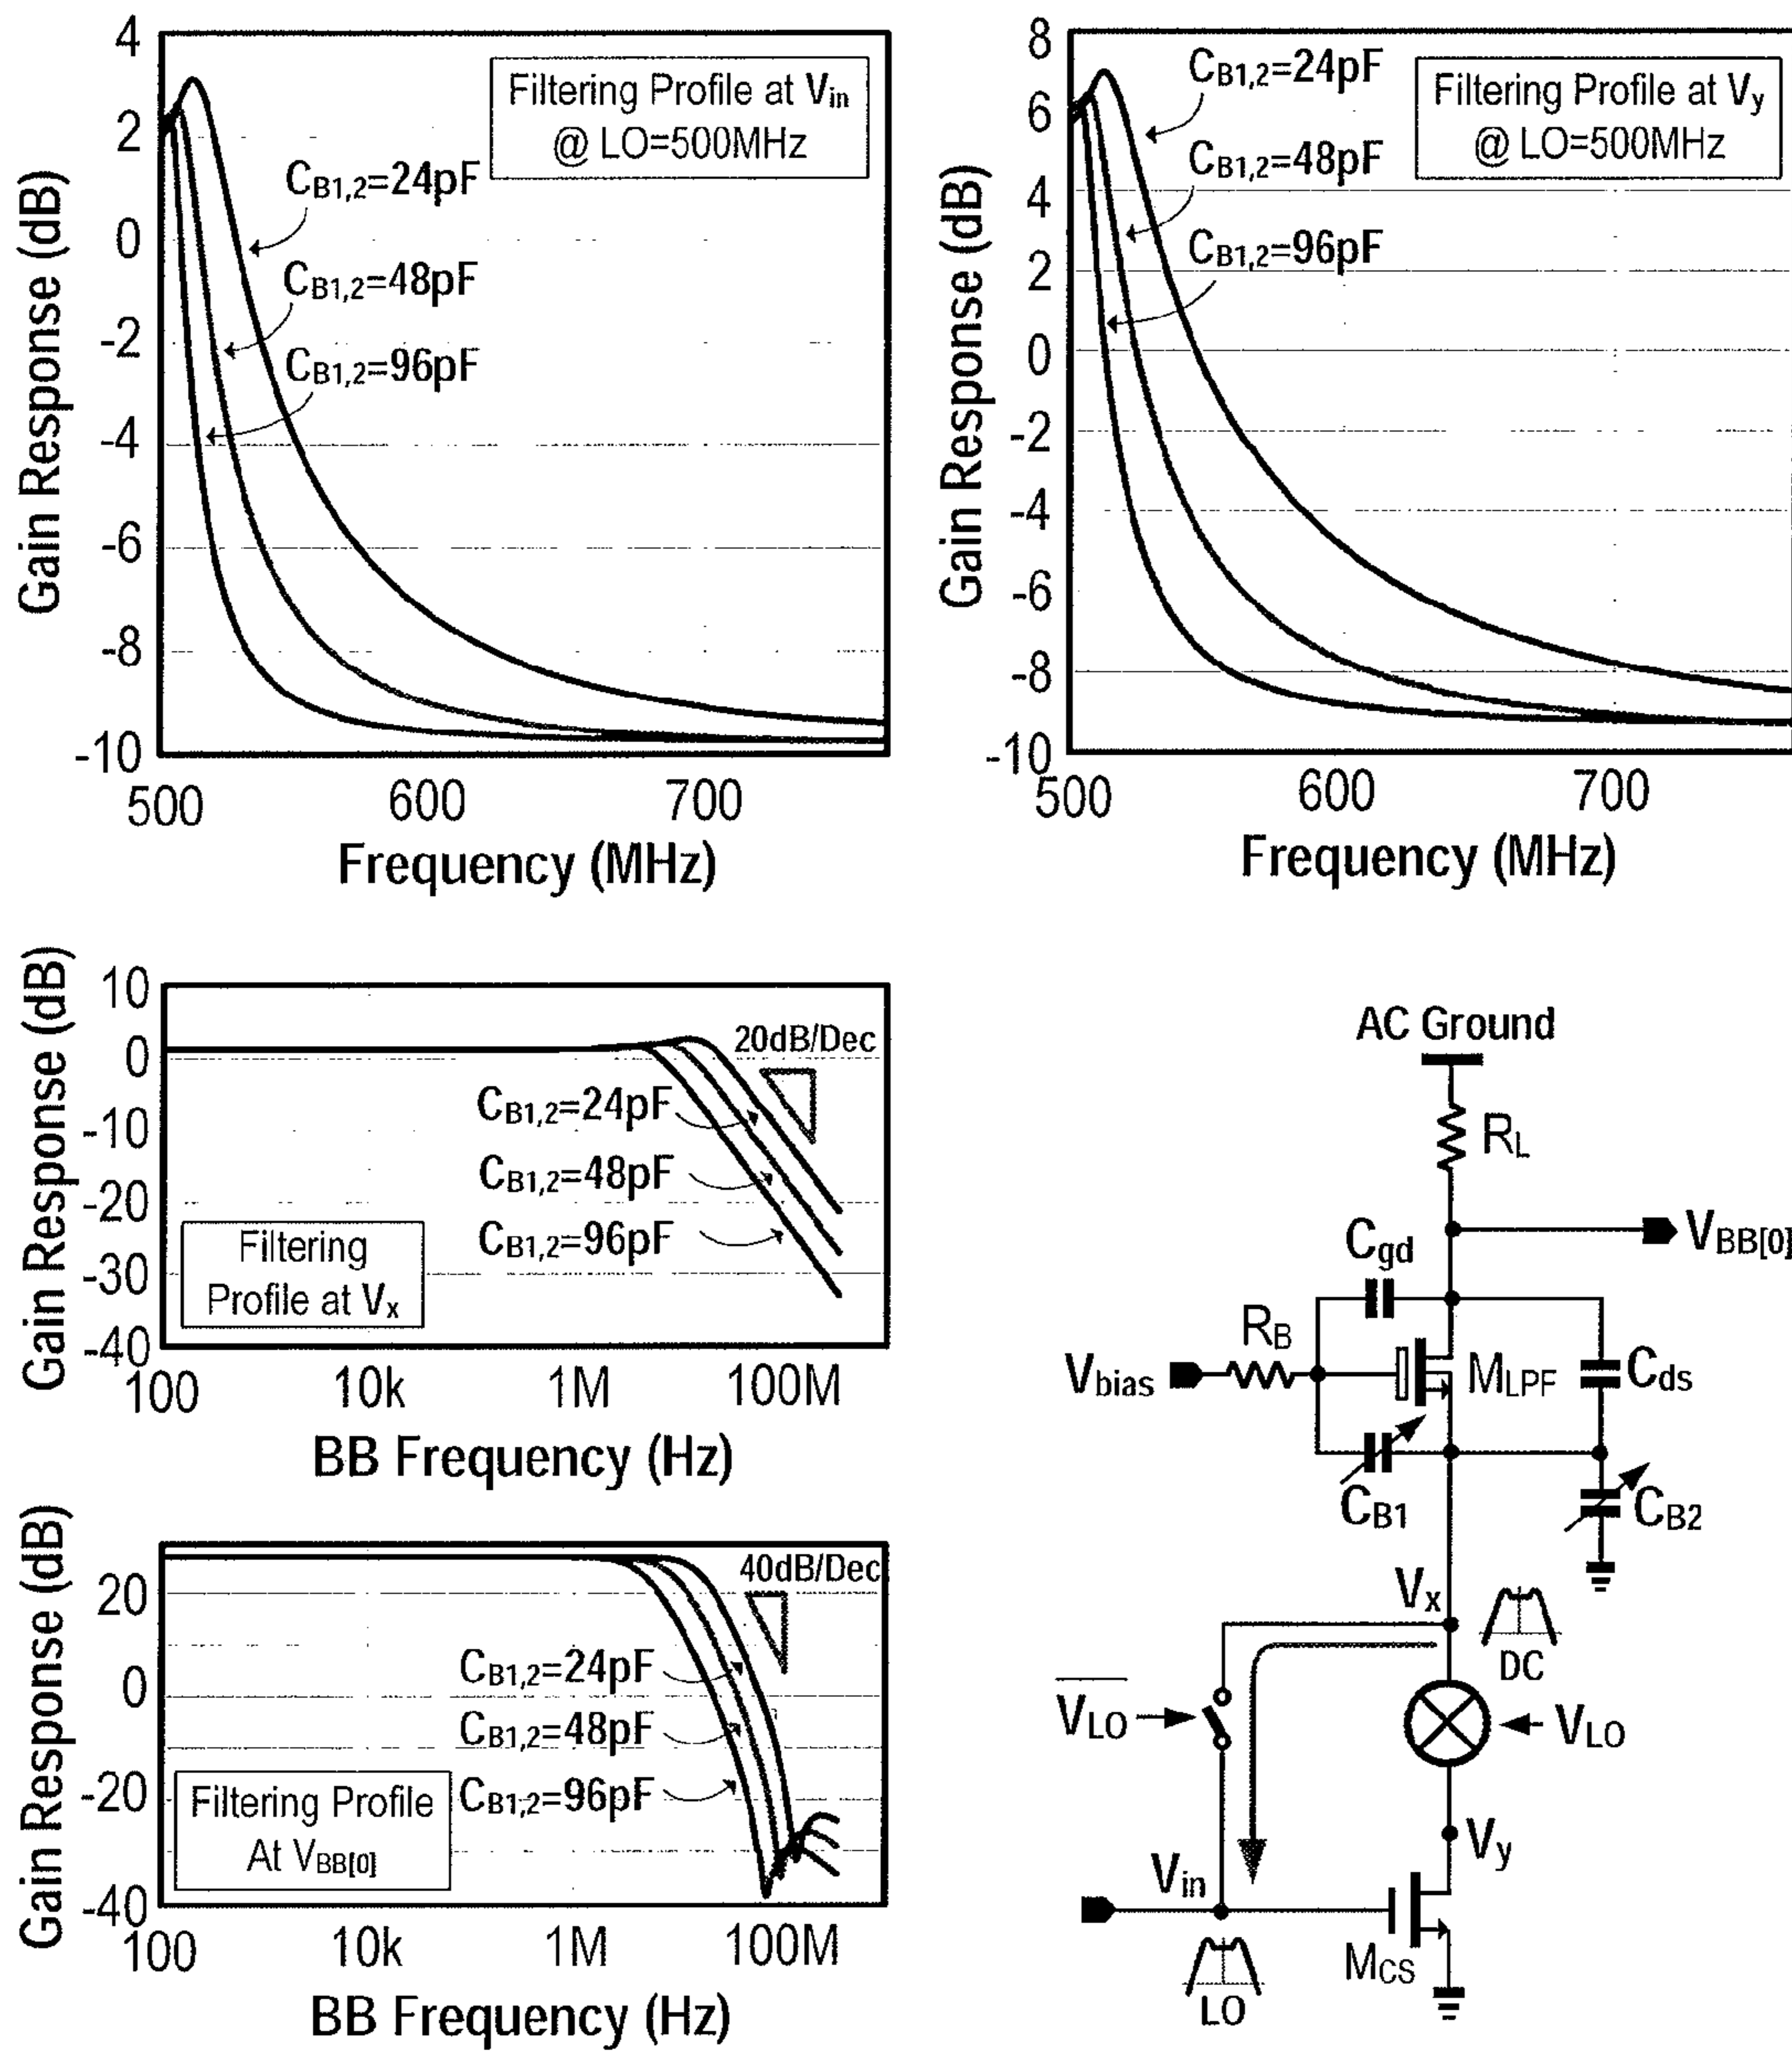 4
2
0
-2
-4
-6
-8
-10
Gain Response (dB)
Filtering Profile at Vin
@ LO=500MHz
CB1,2=24pF
CB1,2=48pF
CB1,2=96pF
500
600
700
Frequency (MHz)
8
6
4
2
0
-2
-4
-6
-8
-10
Gain Response (dB)
CB1,2=24pF
Filtering Profile at Vy
@ LO=500MHz
CB1,2=48pF
CB1,2=96pF
500
600
700
Frequency (MHz)
10
0
-10
-20
-30
-40
Gain Response (dB)
20dB/Dec
CB1,2=24pF
CB1,2=48pF
CB1,2=96pF
Filtering
Profile at Vx
100
10k
1M
100M
BB Frequency (Hz)
20
0
-20
-40
Gain Response (dB)
40dB/Dec
CB1,2=24pF
CB1,2=48pF
CB1,2=96pF
Filtering Profile
At VBB[0]
100
10k
1M
100M
BB Frequency (Hz)
AC Ground
RL
VBB[0]
Cgd
RB
Vbias
MLPF
Cds
CB1
CB2
Vx
DC
VLO
VLO
Vy
Vin
MCS
LO